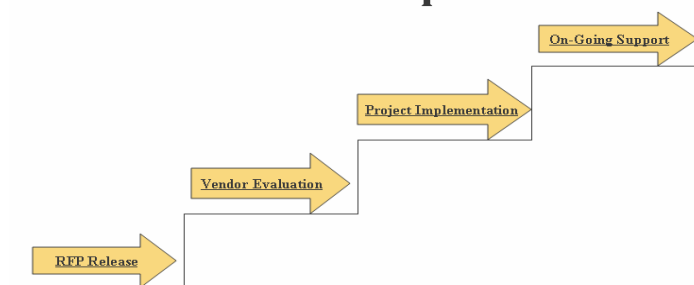 On-Going Support
Project Implementation
Vendor Evaluation
RFP Release